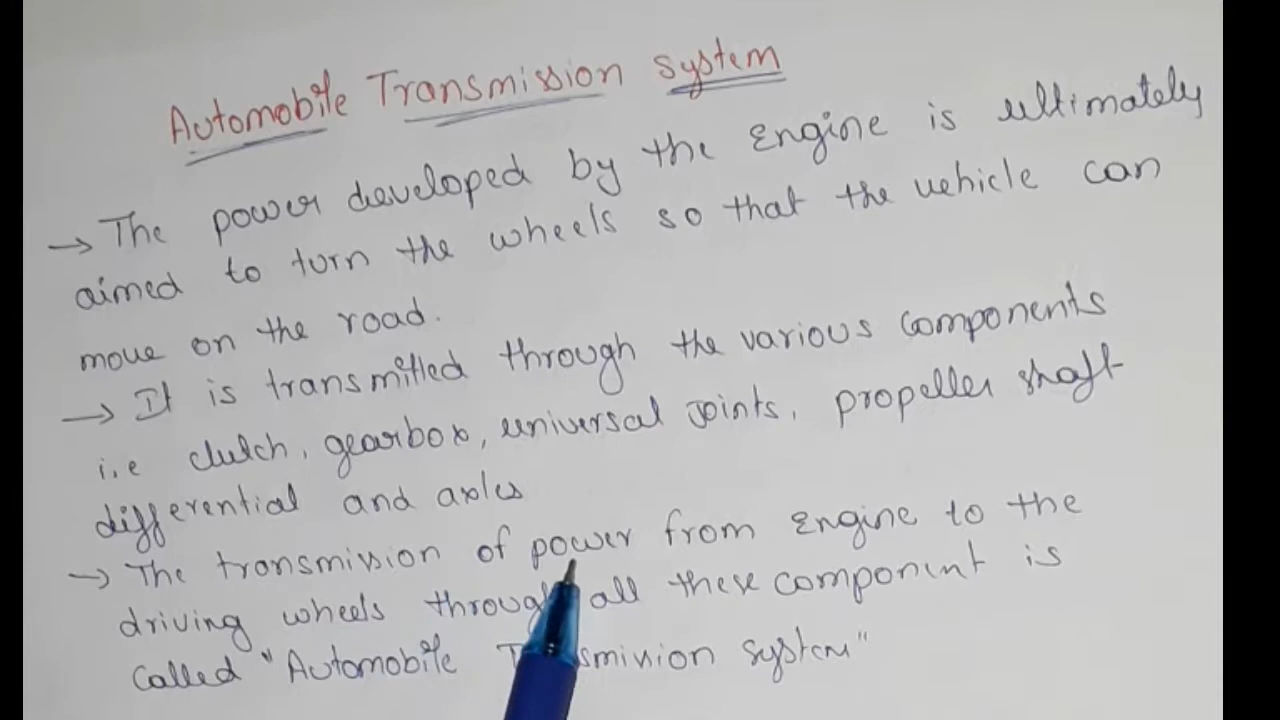 Automobile Transmission system
→ The power developed by the Engine is ultimately
aimed to turn the wheels so that the vehicle can
move on the road.
→ It is transmitted through the various components
i.e clutch, gearbox, universal Joints, propeller shaft
differential and axles
→ The transmission of power from Engine to the
driving wheels through all these component is
called "Automobile system"